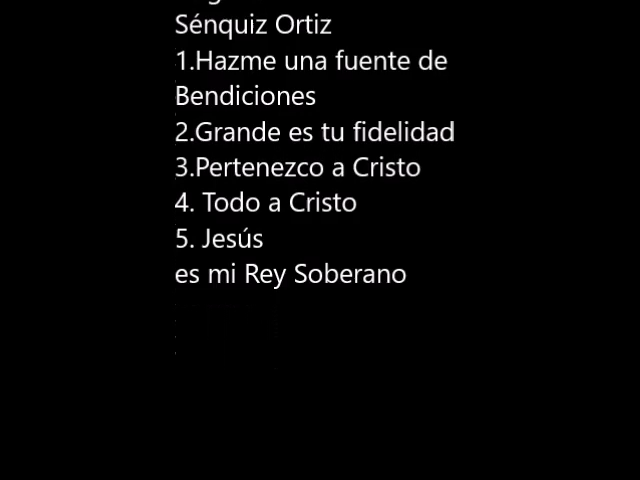 Sénquiz Ortiz
1.Hazme una fuente de
Bendiciones
2.Grande es tu fidelidad
3.Pertenezco a Cristo
4. Todo a Cristo
5. Jesús
es mi Rey Soberano